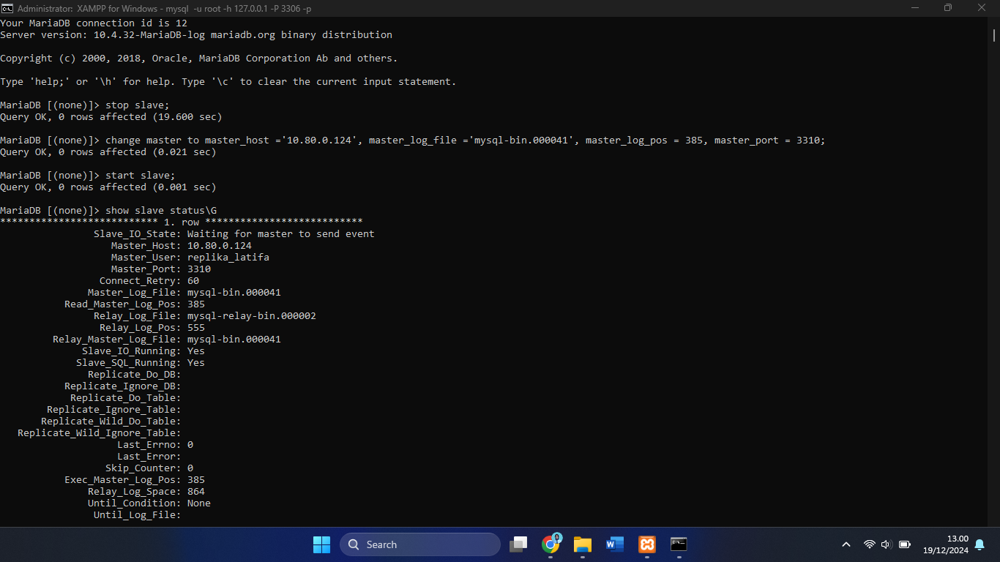 Administrator: XAMPP for Windows - mysql -u root -h 127.0.0.1 -P 3306 -p
Your MariaDB connection id is 12
Server version: 10.4.32-MariaDB-log mariadb.org binary distribution
Copyright (c) 2000, 2018, Oracle, MariaDB Corporation Ab and others.
Type 'help;' or '\h' for help. Type '\c' to clear the current input statement.
MariaDB [(none)]> stop slave;
Query OK, 0 rows affected (19.600 sec)
MariaDB [(none)]> change master to master_host ='10.80.0.124', master_log_file ='mysql-bin.000041', master_log_pos = 385, master_port = 3310;
Query OK, 0 rows affected (0.021 sec)
MariaDB [(none)]> start slave;
Query OK, 0 rows affected (0.001 sec)
MariaDB [(none)]> show slave status\G
*************************** 1. row ***************************
Slave_IO_State: Waiting for master to send event
Master_Host: 10.80.0.124
Master_User: replika_latifa
Master_Port: 3310
Connect_Retry: 60
Master_Log_File: mysql-bin.000041
Read_Master_Log_Pos: 385
Relay_Log_File: mysql-relay-bin.000002
Relay_Log_Pos: 555
Relay_Master_Log_File: mysql-bin.000041
Slave_IO_Running: Yes
Slave_SQL_Running: Yes
Replicate_Do_DB:
Replicate_Ignore_DB:
Replicate_Do_Table:
Replicate_Ignore_Table:
Replicate_Wild_Do_Table:
Replicate_Wild_Ignore_Table:
Last_Errno: 0
Last_Error:
Skip_Counter: 0
Exec_Master_Log_Pos: 385
Relay_Log_Space: 864
Until_Condition: None
Until_Log_File:
Search
13.00
19/12/2024